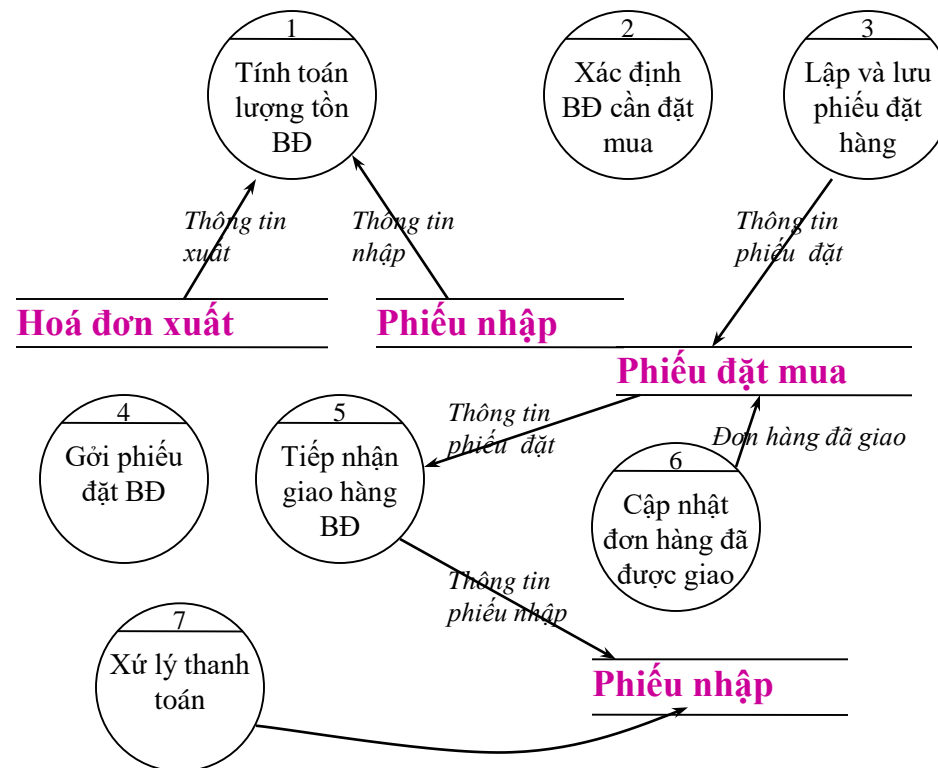 1
Tính toán
lượng tồn
BĐ
2
Xác định
BĐ cần đặt
mua
3
Lập và lưu
phiếu đặt
hàng
Thông tin
xuất
Thông tin
nhập
Thông tin
phiếu đặt
Hoá đơn xuất
Phiếu nhập
Phiếu đặt mua
4
Gởi phiếu
đặt BĐ
5
Tiếp nhận
giao hàng
BĐ
Thông tin
phiếu đặt
Đơn hàng đã giao
6
Cập nhật
đơn hàng đã
được giao
Thông tin
phiếu nhập
7
Xứ lý thanh
toán
Phiếu nhập